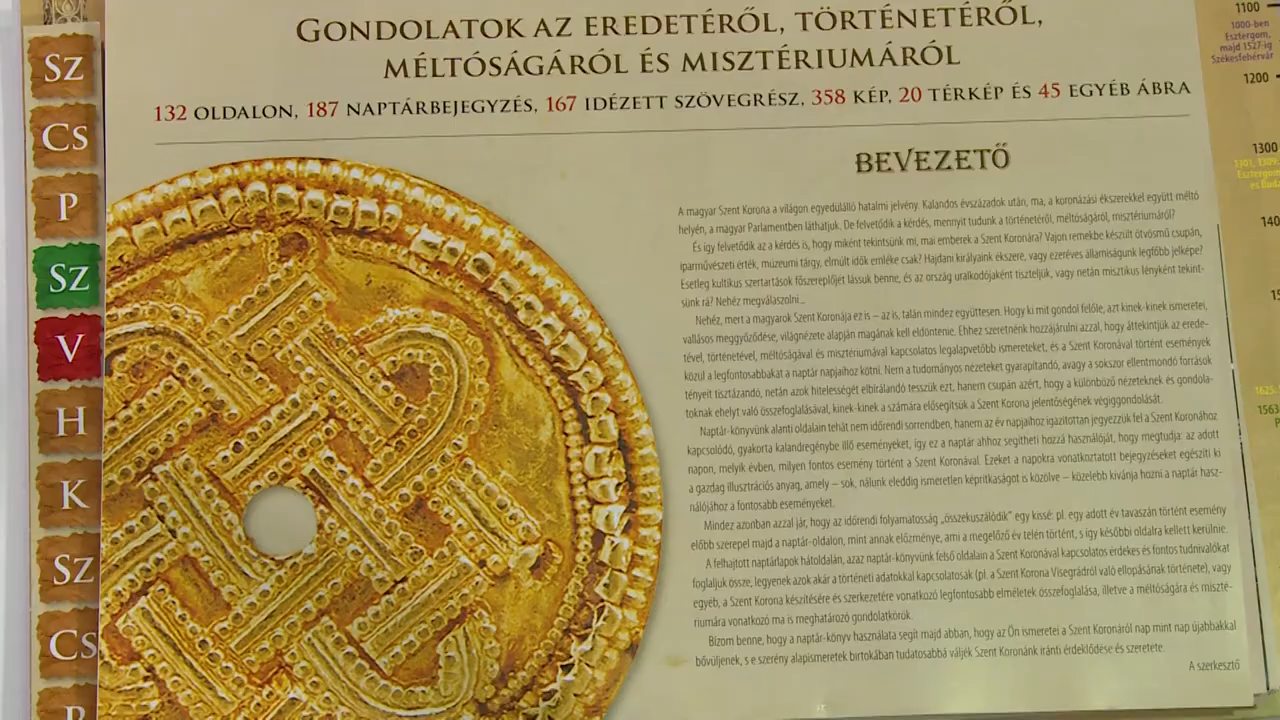 GONDOLATOK AZ EREDETÉRŐL, TÖRTÉNETÉRŐL,
MÉLTÓSÁGÁRÓL ÉS MISZTÉRIUMÁRÓL
132 OLDALON, 187 NAPTÁRBEJEGYZÉS, 167 IDÉZETT SZÖVEGRÉSZ, 358 KÉP, 20 TÉRKÉP ÉS 45 EGYÉB ÁBRA
Sz
Cs
P
Sz
V
H
K
Sz
Cs
P
BEVEZETŐ
A magyar Szent Korona a világon egyedülálló hatalmi jelvény. Kalandos évszázadok után, ma, a koronázási ékszerekkel együtt méltó
helyén, a magyar Parlamentben láthatjuk. De felvetődik a kérdés, mennyit tudunk a történetéről, méltóságáról, misztériumáról?
És így felvetődik az a kérdés is, hogy miként tekintsünk mi, mai emberek a Szent Koronára? Vajon remekbe készült ötvösmű csupán,
iparművészeti érték, múzeumi tárgy, elmúlt idők emléke csak? Hajdani királyaink ékszere, vagy ezeréves államiságunk legfőbb jelképe?
Esetleg kultikus szertartások főszereplőjét lássuk benne, és az ország uralkodójaként tiszteljük, vagy netán misztikus lényként tekint-
sünk rá? Nehéz megválaszolni...
Nehéz, mert a magyarok Szent Koronája ez is – az is, talán mindez együttesen. Hogy ki mit gondol felőle, azt kinek-kinek ismeretei,
vallásos meggyőződése, világnézete alapján magának kell eldöntenie. Ehhez szeretnénk hozzájárulni azzal, hogy áttekintjük az erede-
tével, történetével, méltóságával és misztériumával kapcsolatos legalapvetőbb ismereteket, és a Szent Koronával történt események
közül a legfontosabbakat a naptár napjaihoz kötni. Nem a tudományos nézeteket gyarapítandó, avagy a sokszor ellentmondó források
tényeit tisztázandó, netán azok hitelességét elbírálandó tesszük ezt, hanem csupán azért, hogy a különböző nézeteknek és gondola-
toknak ehelyt való összefoglalásával, kinek-kinek a számára elősegítsük a Szent Korona jelentőségének végiggondolását.
Naptár-könyvünk alanti oldalain tehát nem időrendi sorrendben, hanem az év napjaihoz igazítottan jegyezzük fel a Szent Koronához
kapcsolódó, gyakorta kalandregénybe illő eseményeket, így ez a naptár ahhoz segítheti hozzá használóját, hogy megtudja: az adott
napon, melyik évben, milyen fontos esemény történt a Szent Koronával. Ezeket a napokra vonatkoztatott bejegyzéseket egészíti ki
a gazdag illusztrációs anyag, amely – sok, nálunk eleddig ismeretlen képritkaságot is közölve – közelebb kívánja hozni a naptár hasz-
nálójához a fontosabb eseményeket.
Mindez azonban azzal jár, hogy az időrendi folyamatosság „összekuszálódik” egy kissé: pl. egy adott év tavaszán történt esemény
előbb szerepel majd a naptár-oldalon, mint annak előzménye, ami a megelőző év telén történt, s így későbbi oldalra kellett kerülnie.
A felhajtott naptárlapok hátoldalán, azaz naptár-könyvünk felső oldalain a Szent Koronával kapcsolatos érdekes és fontos tudnivalókat
foglaljuk össze, legyenek azok akár a történeti adatokkal kapcsolatosak (pl. a Szent Korona Visegrádról való ellopásának története), vagy
egyéb, a Szent Korona készítésére és szerkezetére vonatkozó legfontosabb elméletek összefoglalása, illetve a méltóságára és miszté-
riumára vonatkozó ma is meghatározó gondolatkörök.
Bízom benne, hogy a naptár-könyv használata segít majd abban, hogy az Ön ismeretei a Szent Koronáról nap mint nap újabbakkal
bővüljenek, s e szerény alapismeretek birtokában tudatosabbá váljék Szent Koronánk iránti érdeklődése és szeretete.
A szerkesztő
1100
1000-ben
Esztergom,
majd 1527-ig
Székesfehérvár
1200
1300
1563